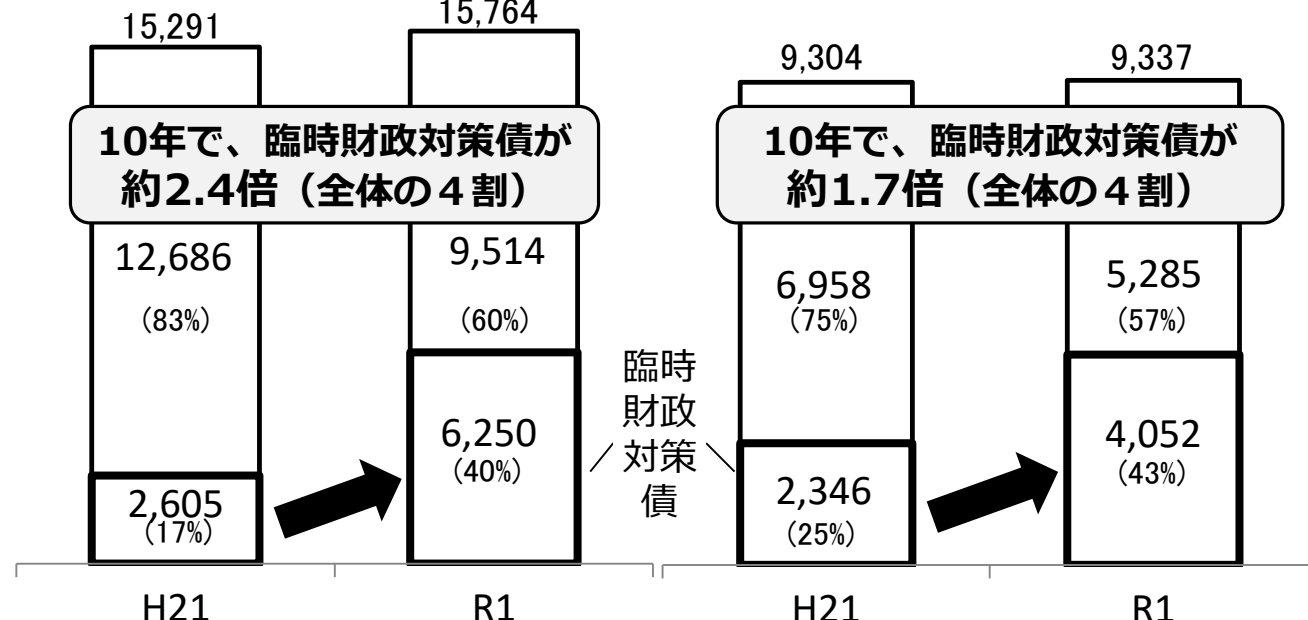 15,291
15,764
10年で、臨時財政対策債が
約2.4倍（全体の４割）
12,686
（83%）
9,514
（60%）
2,605
（17%）
6,250
（40%）
H21
R1
臨時
財政
対策
債
9,304
9,337
10年で、臨時財政対策債が
約1.7倍（全体の４割）
6,958
（75%）
5,285
（57%）
2,346
（25%）
4,052
（43%）
H21
R1